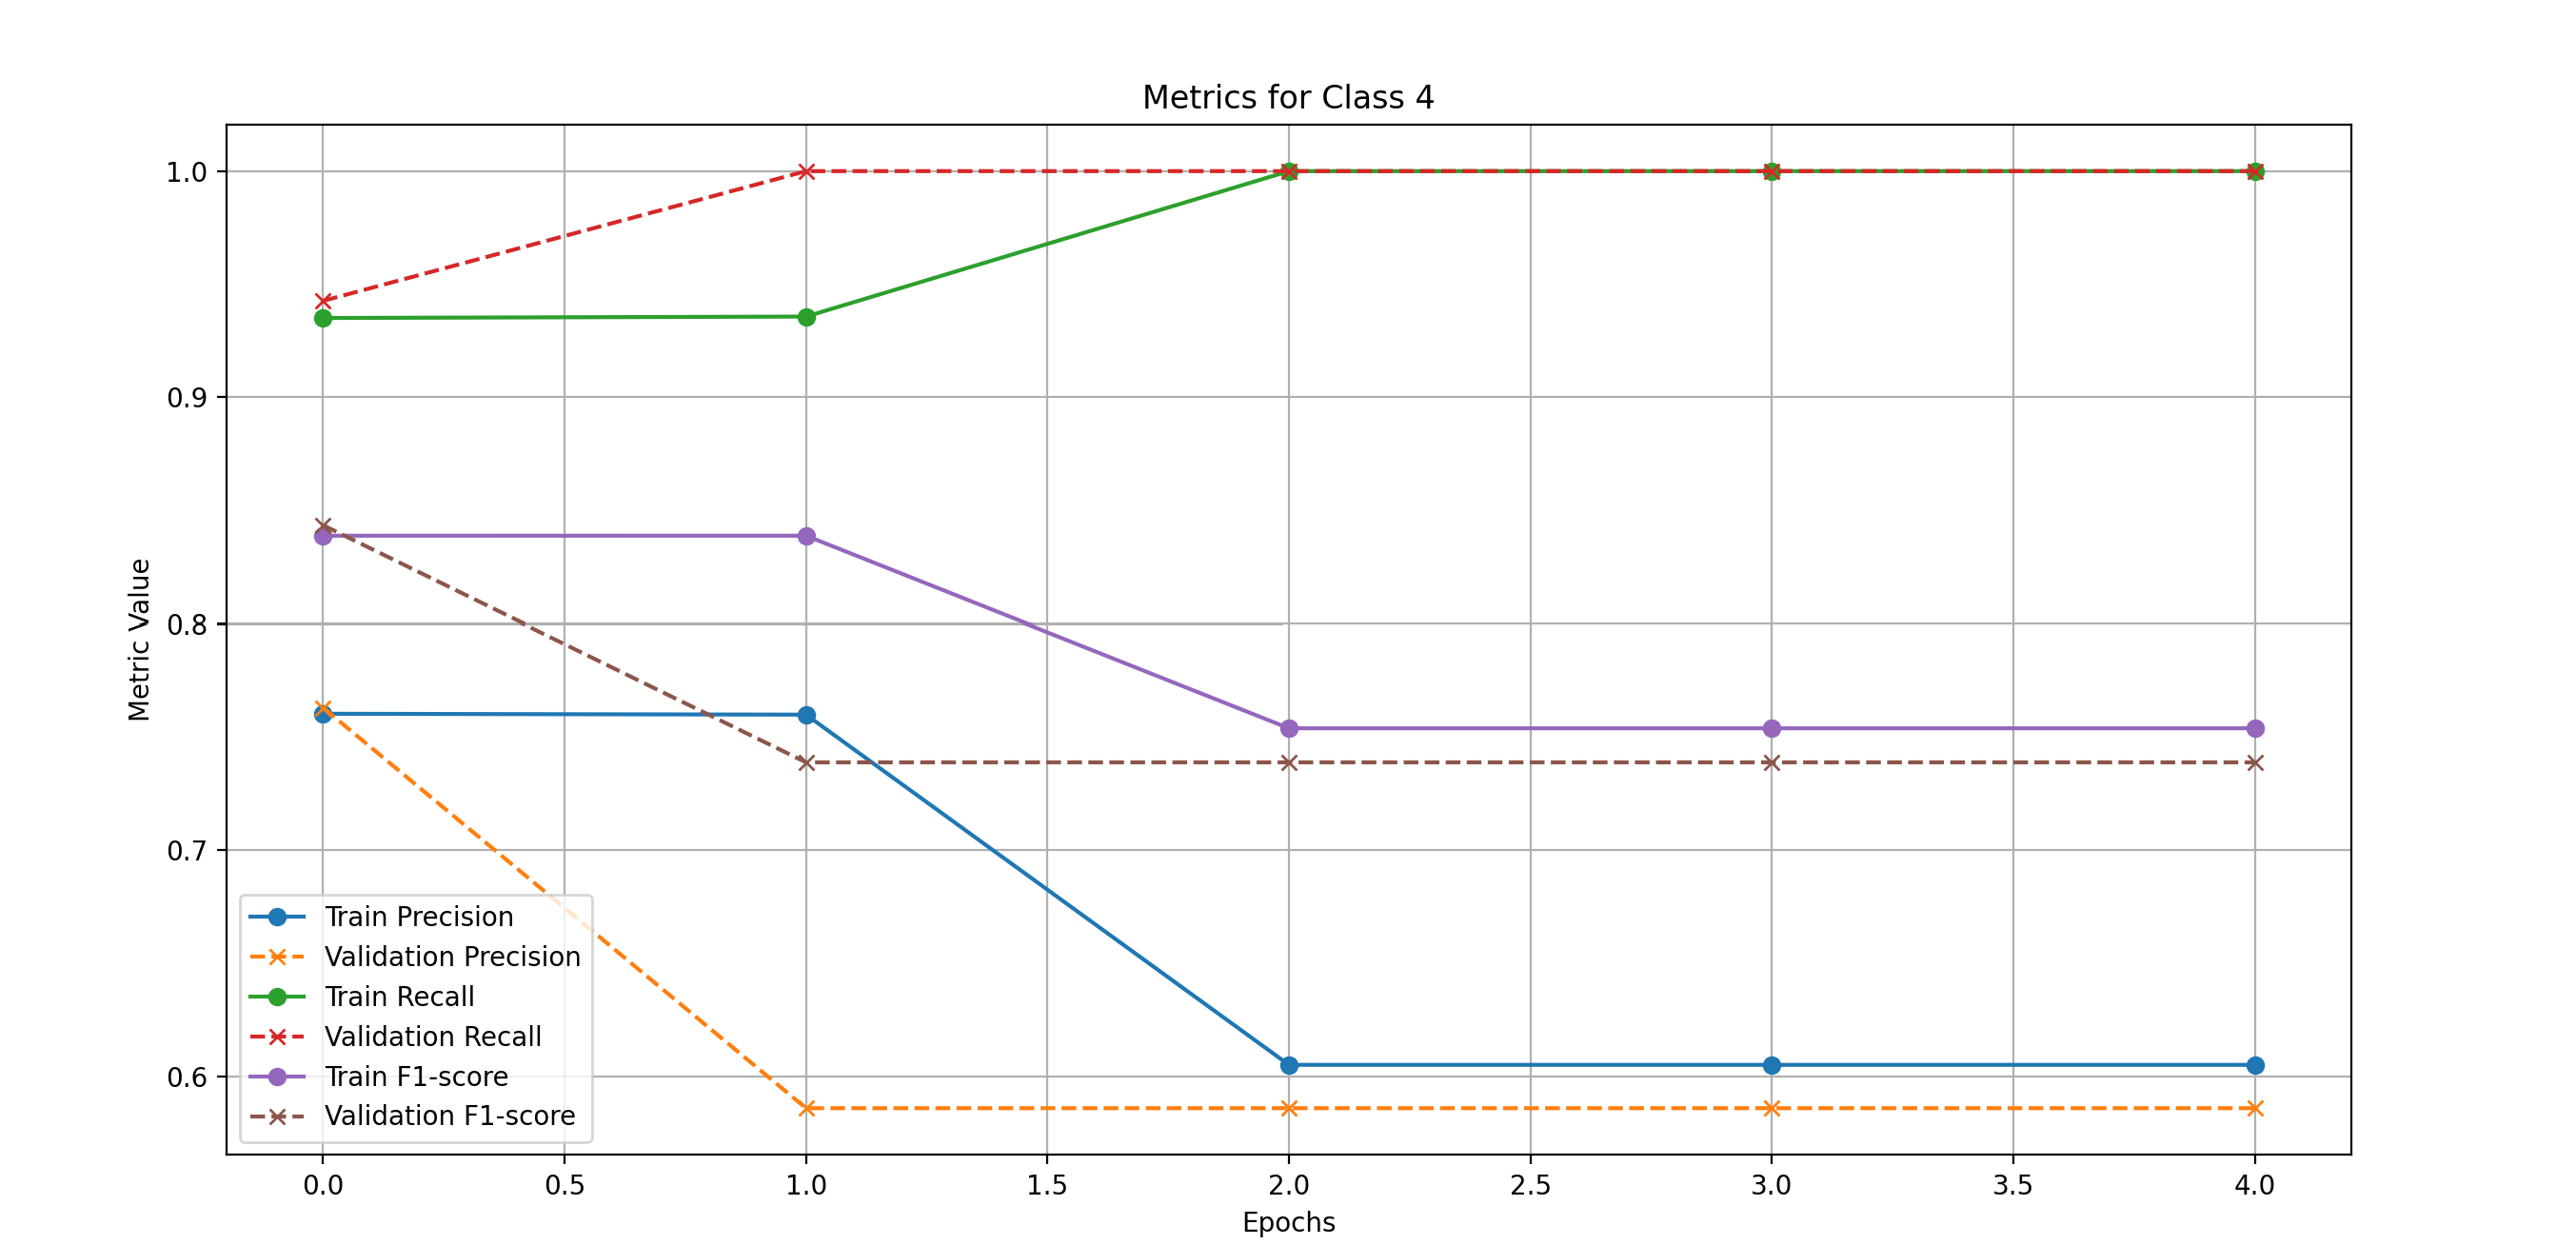 Metrics for Class 4
Metric Value
1.0
0.9
0.8
0.7
0.6
Train Precision
Validation Precision
Train Recall
Validation Recall
Train F1-score
Validation F1-score
0.0 0.5 1.0 1.5 2.0 2.5 3.0 3.5 4.0
Epochs